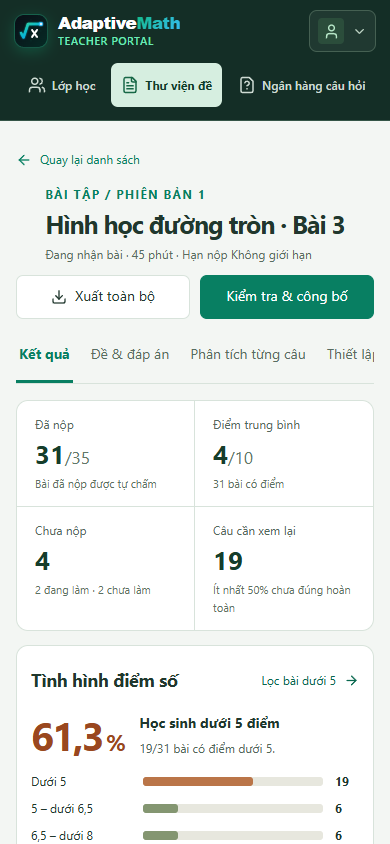 AdaptiveMath
TEACHER PORTAL
Lớp học
Thư viện đề
Ngân hàng câu hỏi
Quay lại danh sách
BÀI TẬP / PHIÊN BẢN 1
Hình học đường tròn · Bài 3
Đang nhận bài · 45 phút · Hạn nộp Không giới hạn
Xuất toàn bộ
Kiểm tra & công bố
Kết quả
Đề & đáp án
Phân tích từng câu
Thiết lập
Đã nộp
31/35
Bài đã nộp được tự chấm
Điểm trung bình
4/10
31 bài có điểm
Chưa nộp
4
2 đang làm · 2 chưa làm
Câu cần xem lại
19
Ít nhất 50% chưa đúng hoàn
toàn
Tình hình điểm số
Lọc bài dưới 5
61,3%
Học sinh dưới 5 điểm
19/31 bài có điểm dưới 5.
Dưới 5 19
5 – dưới 6,5 6
6,5 – dưới 8 6